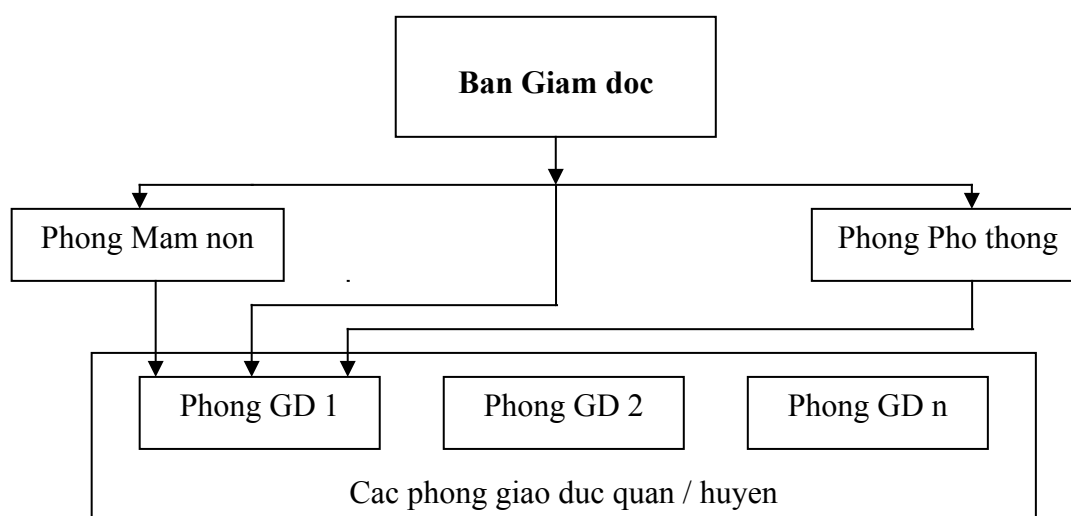 Ban Giam doc
Phong Mam non
Phong Pho thong
Phong GD 1
Phong GD 2
Phong GD n
Cac phong giao duc quan / huyen